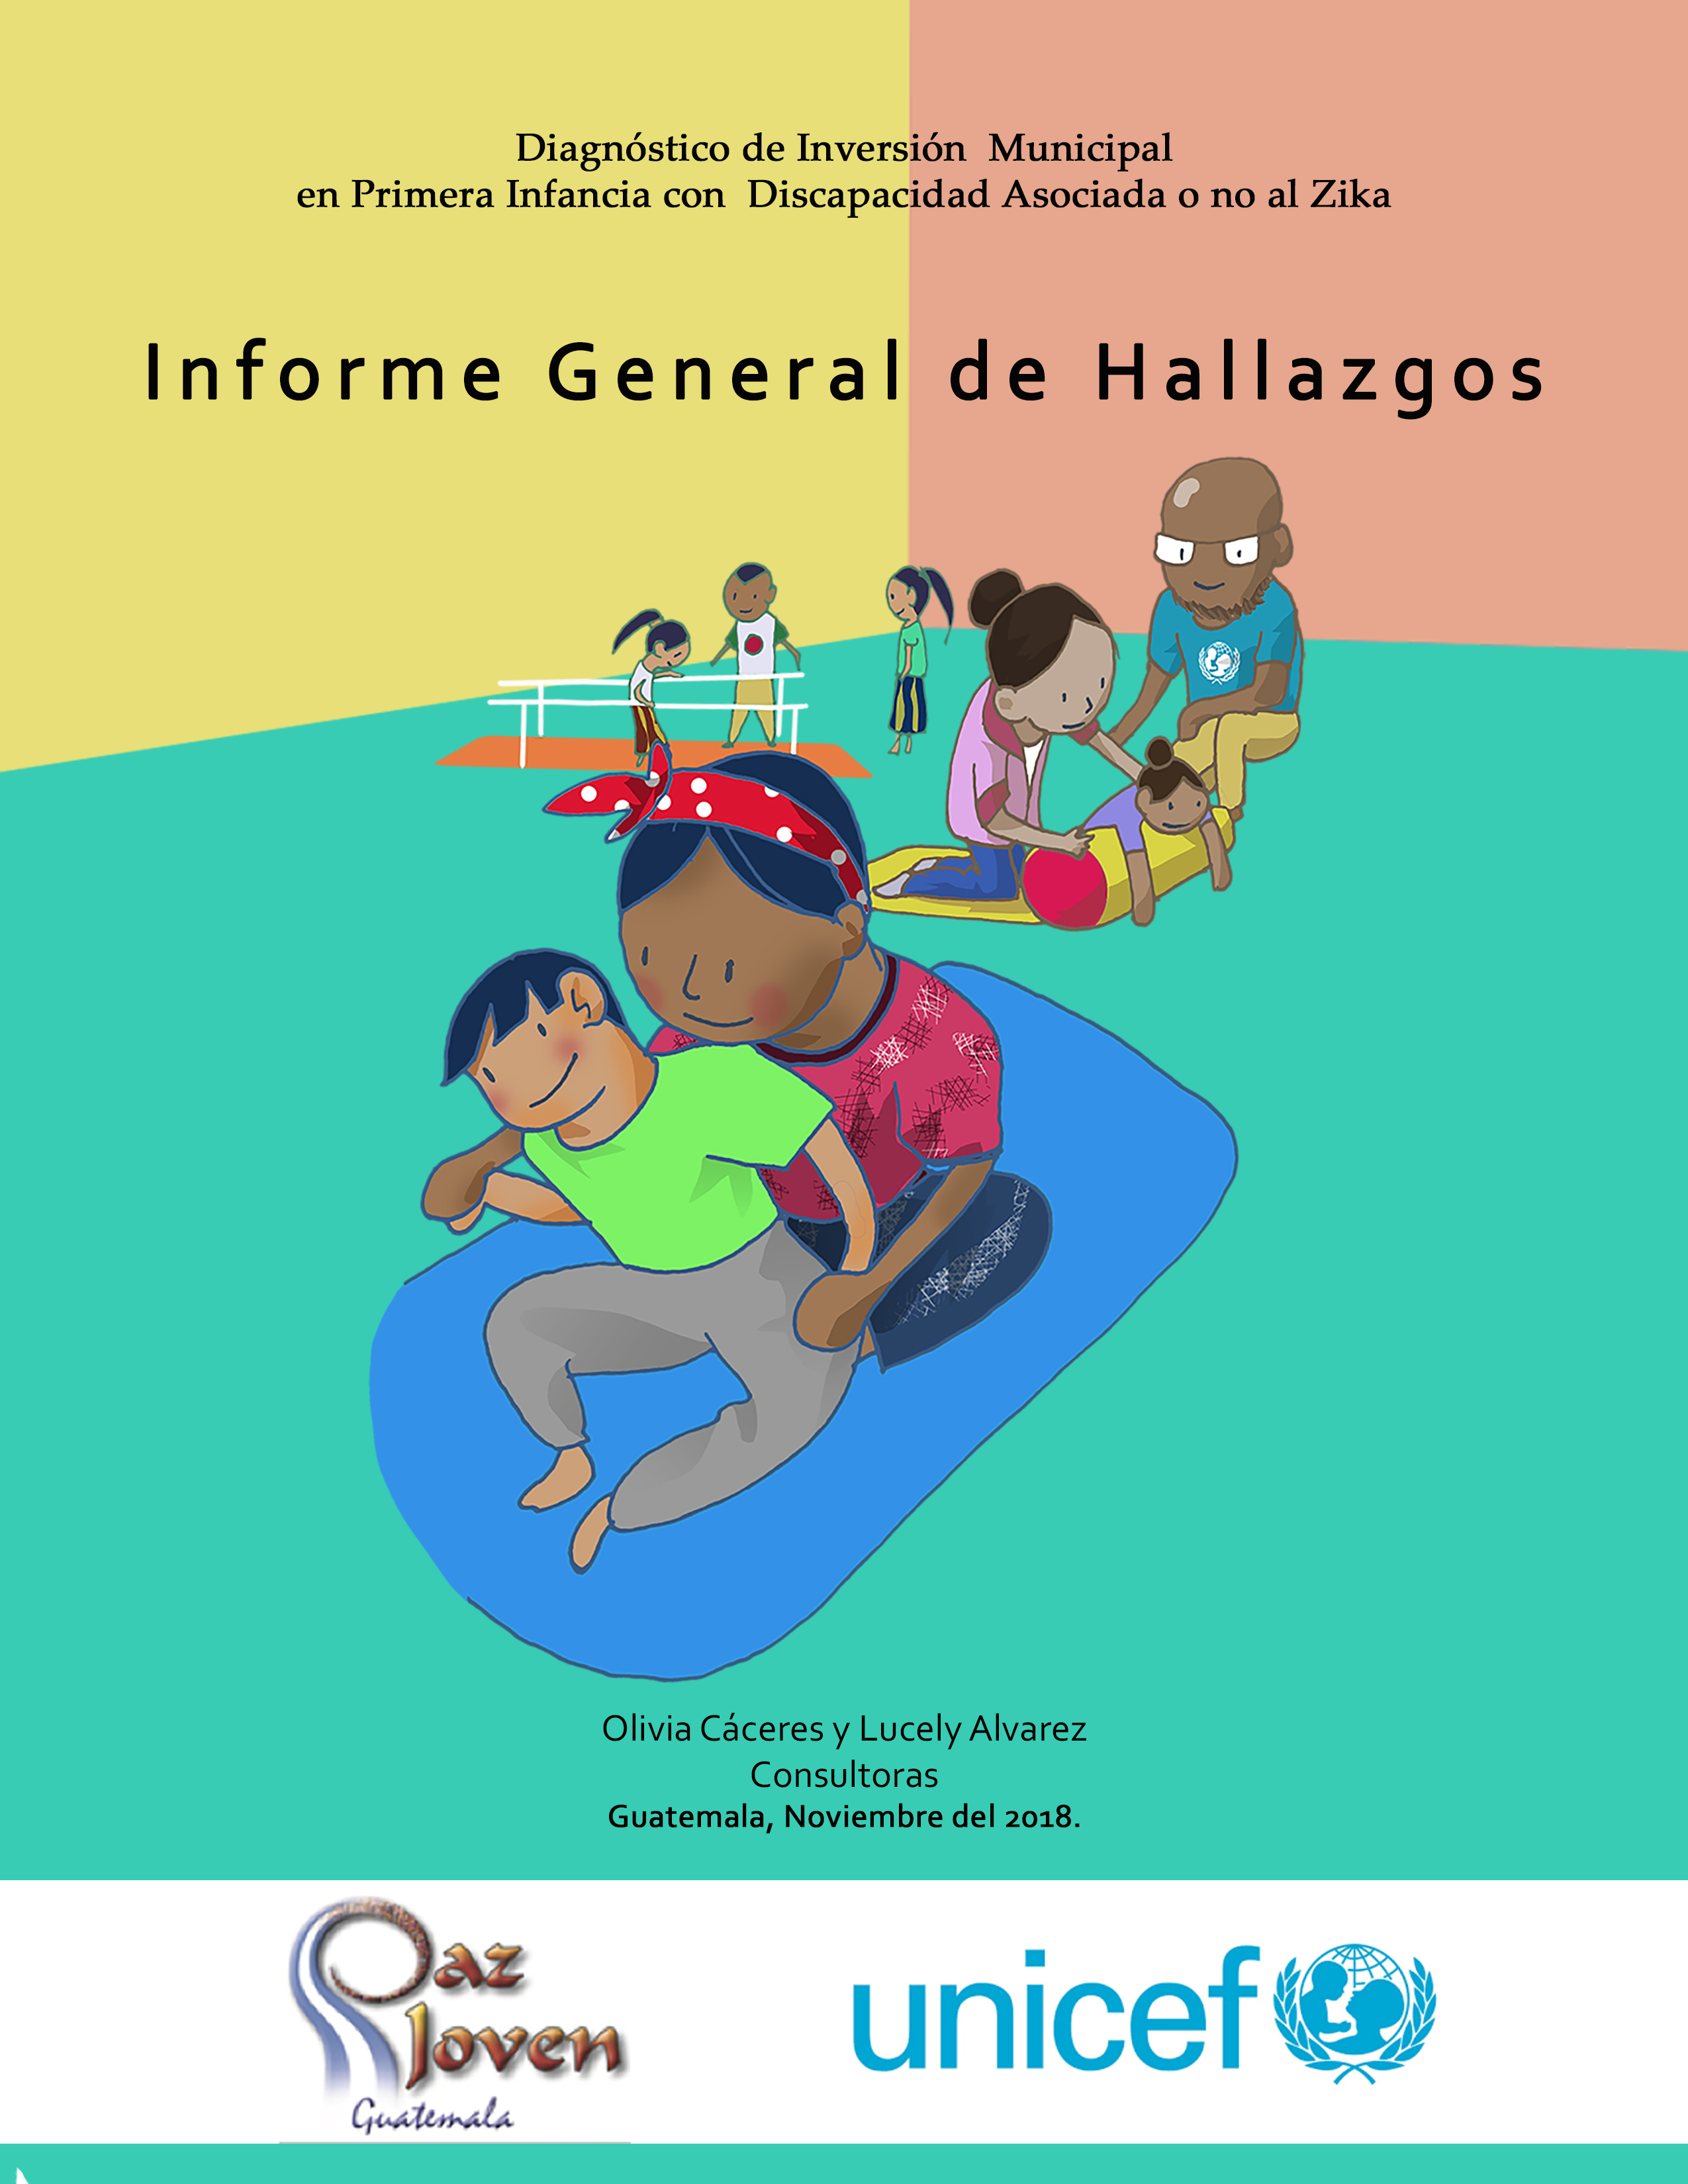 Diagnóstico de Inversión Municipal
en Primera Infancia con Discapacidad Asociada o no al Zika
Informe General de Hallazgos
Olivia Cáceres y Lucely Alvarez
Consultoras
Guatemala, Noviembre del 2018.
Paz
Joven
Guatemala
unicef